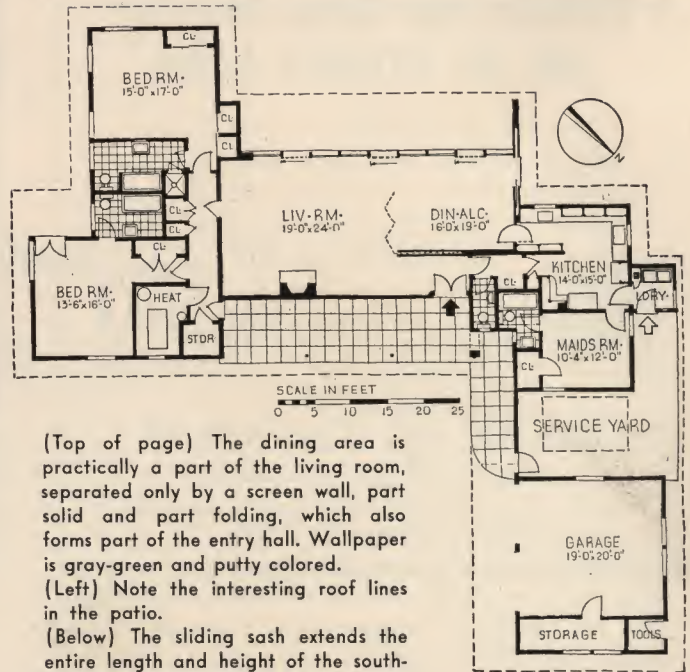 CL.
BED RM.
15'-0"x17'-0"
CL.
CL.
N
LIV. RM.
19'-0"x24'-0"
DIN. ALC.
16'-0"x19'-0"
CL.
CL.
CL.
KITCHEN
14'-0"x15'-0"
CL.
LDRY.
BED RM.
13'-6"x16'-0"
HEAT
STOR.
MAIDS RM.
10'-4"x12'-0"
CL.
SCALE IN FEET
0 5 10 15 20 25
SERVICE YARD
(Top of page) The dining area is
practically a part of the living room,
separated only by a screen wall, part
solid and part folding, which also
forms part of the entry hall. Wallpaper
is gray-green and putty colored.
(Left) Note the interesting roof lines
in the patio.
(Below) The sliding sash extends the
entire length and height of the south-
GARAGE
19'-0"x20'-0"
STORAGE
TOOLS